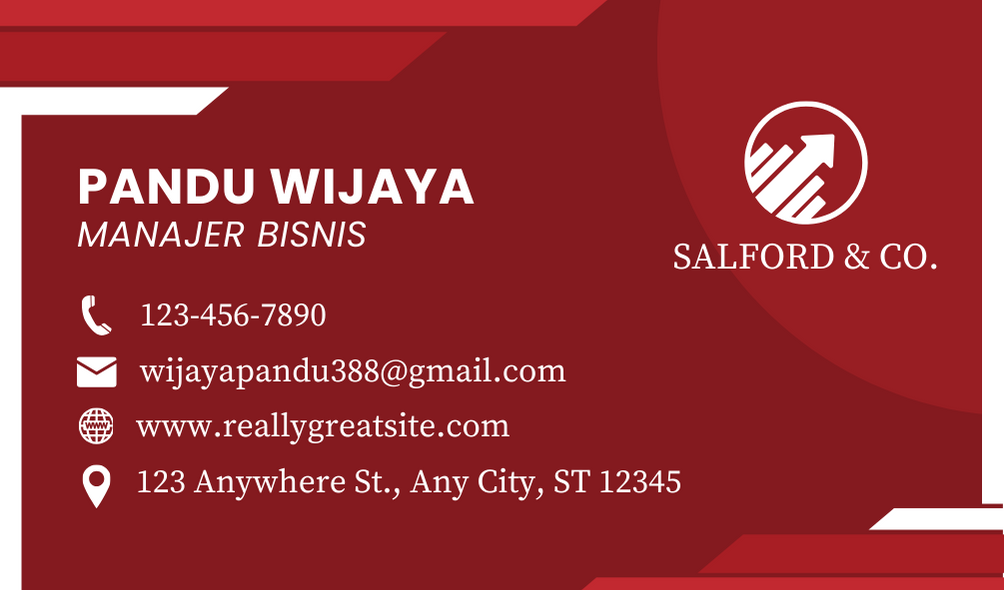 PANDU WIJAYA
MANAJER BISNIS
SALFORD & CO.
123-456-7890
wijayapandu388@gmail.com
www.reallygreatsite.com
123 Anywhere St., Any City, ST 12345